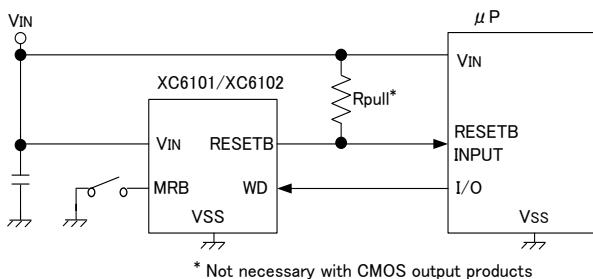 VIN
μP
VIN
XC6101/XC6102
Rpull*
VIN
RESETB
RESETB
INPUT
MRB
WD
I/O
VSS
VSS
* Not necessary with CMOS output products